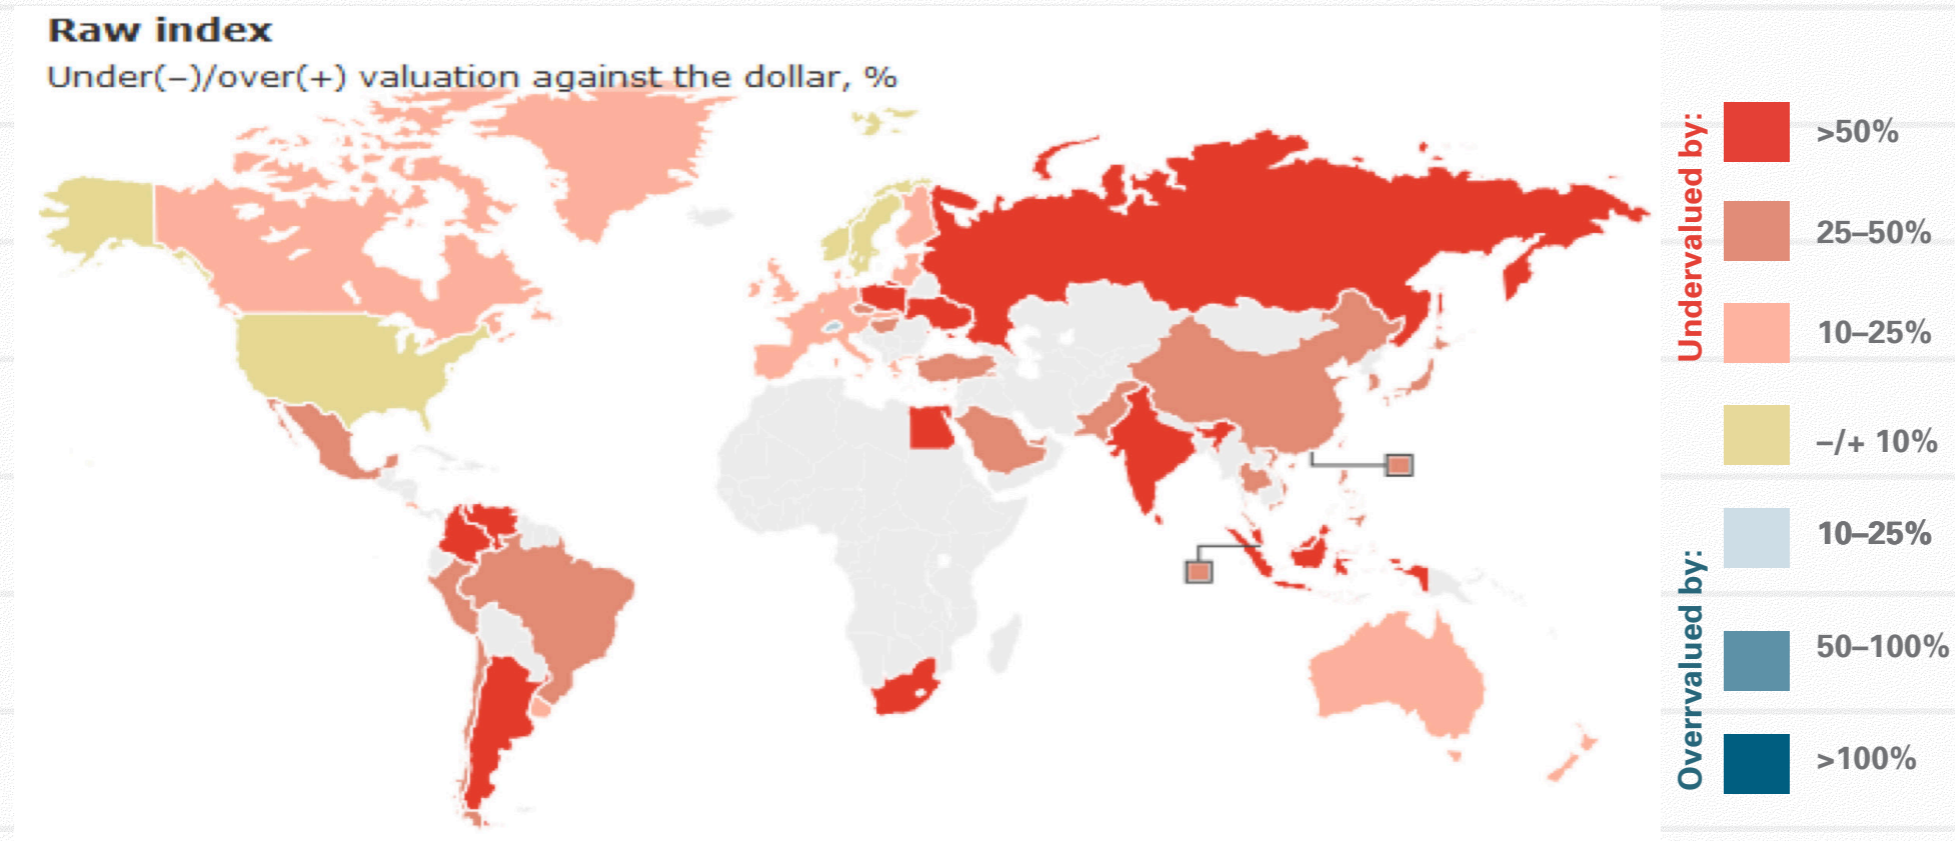 Raw index
Under(–)/over(+) valuation against the dollar, %
Undervalued by:
>50%
25–50%
10–25%
–/+ 10%
Overrvalued by:
10–25%
50–100%
>100%